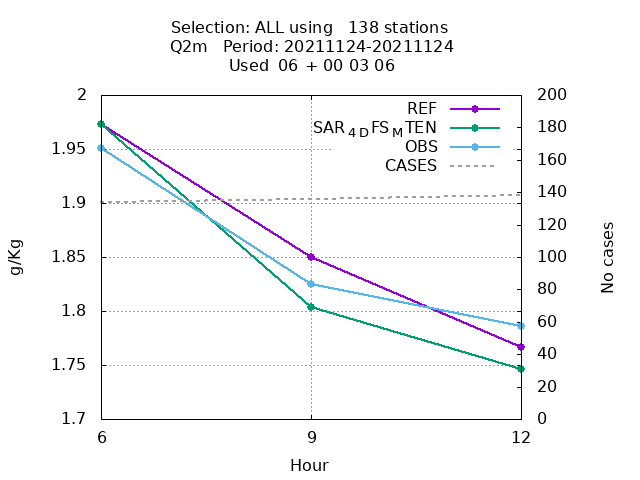 Selection: ALL using 138 stations
Q2m Period: 20211124-20211124
Used 06 + 00 03 06
REF
SAR4DFSMTEN
OBS
CASES
2
1.95
1.9
1.85
1.8
1.75
1.7
200
180
160
140
120
100
80
60
40
20
0
g/Kg
No cases
6 9 12
Hour